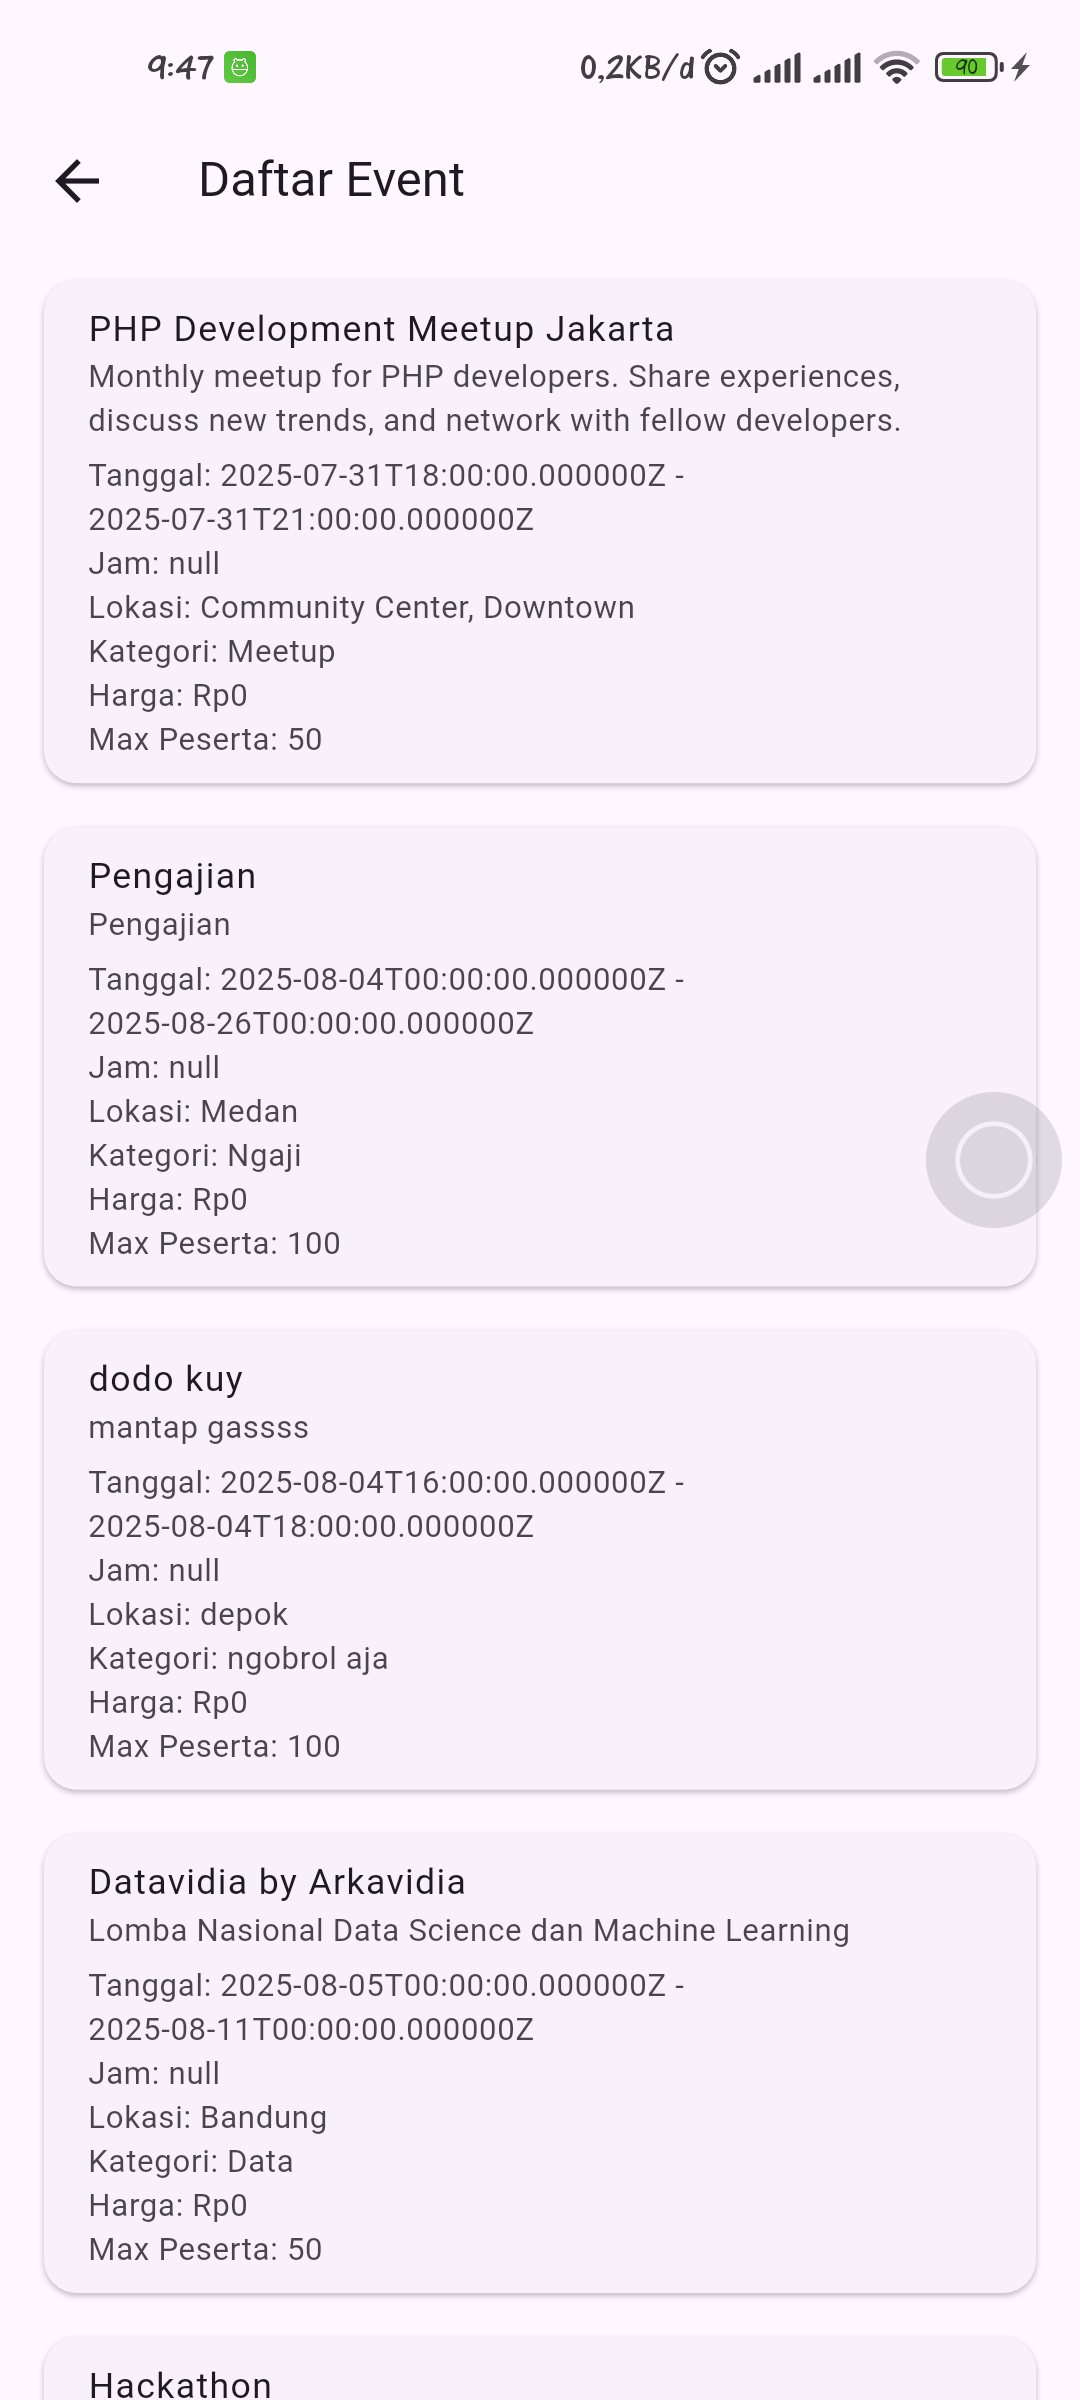 9:47
0,2KB/d
90
Daftar Event
PHP Development Meetup Jakarta
Monthly meetup for PHP developers. Share experiences,
discuss new trends, and network with fellow developers.
Tanggal: 2025-07-31T18:00:00.000000Z -
2025-07-31T21:00:00.000000Z
Jam: null
Lokasi: Community Center, Downtown
Kategori: Meetup
Harga: Rp0
Max Peserta: 50
Pengajian
Pengajian
Tanggal: 2025-08-04T00:00:00.000000Z -
2025-08-26T00:00:00.000000Z
Jam: null
Lokasi: Medan
Kategori: Ngaji
Harga: Rp0
Max Peserta: 100
dodo kuy
mantap gassss
Tanggal: 2025-08-04T16:00:00.000000Z -
2025-08-04T18:00:00.000000Z
Jam: null
Lokasi: depok
Kategori: ngobrol aja
Harga: Rp0
Max Peserta: 100
Datavidia by Arkavidia
Lomba Nasional Data Science dan Machine Learning
Tanggal: 2025-08-05T00:00:00.000000Z -
2025-08-11T00:00:00.000000Z
Jam: null
Lokasi: Bandung
Kategori: Data
Harga: Rp0
Max Peserta: 50
Hackathon